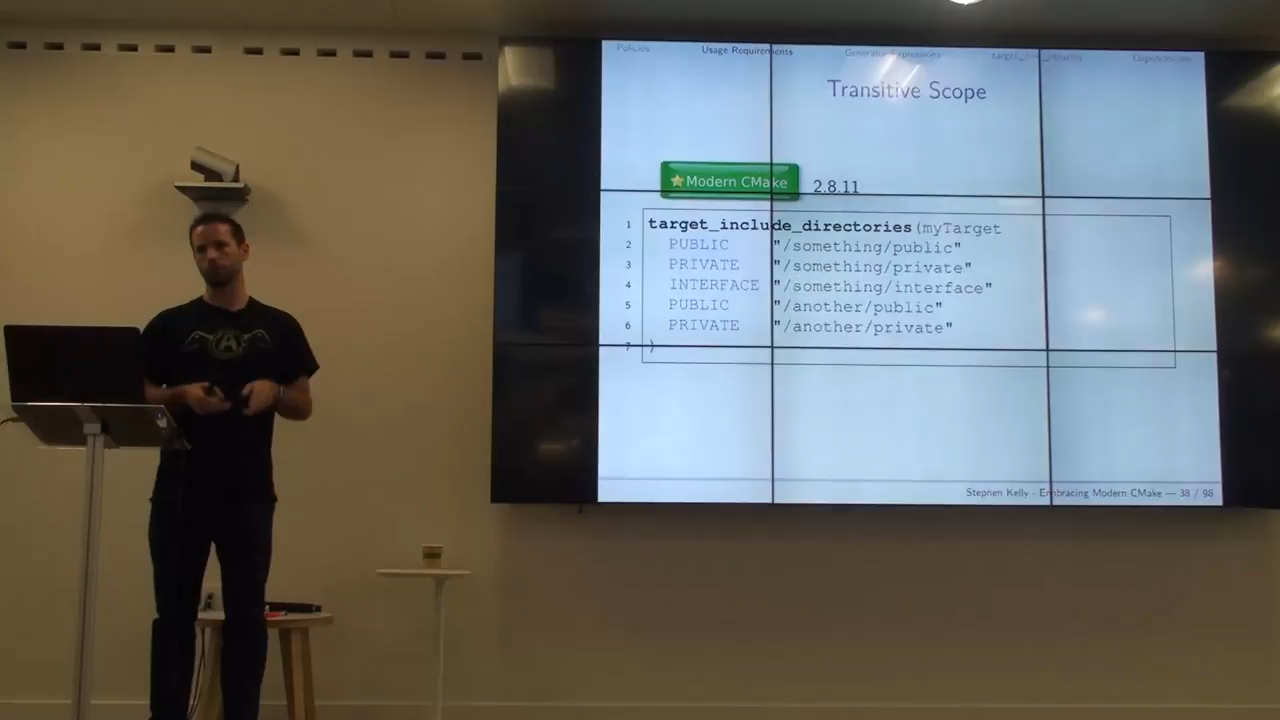 Policies Usage Requirements Generator Expressions target_link_libraries Dependencies
Transitive Scope
Modern CMake 2.8.11
1 target_include_directories(myTarget
2 PUBLIC "/something/public"
3 PRIVATE "/something/private"
4 INTERFACE "/something/interface"
5 PUBLIC "/another/public"
6 PRIVATE "/another/private"
7 )
Stephen Kelly - Embracing Modern CMake — 38 / 98
A